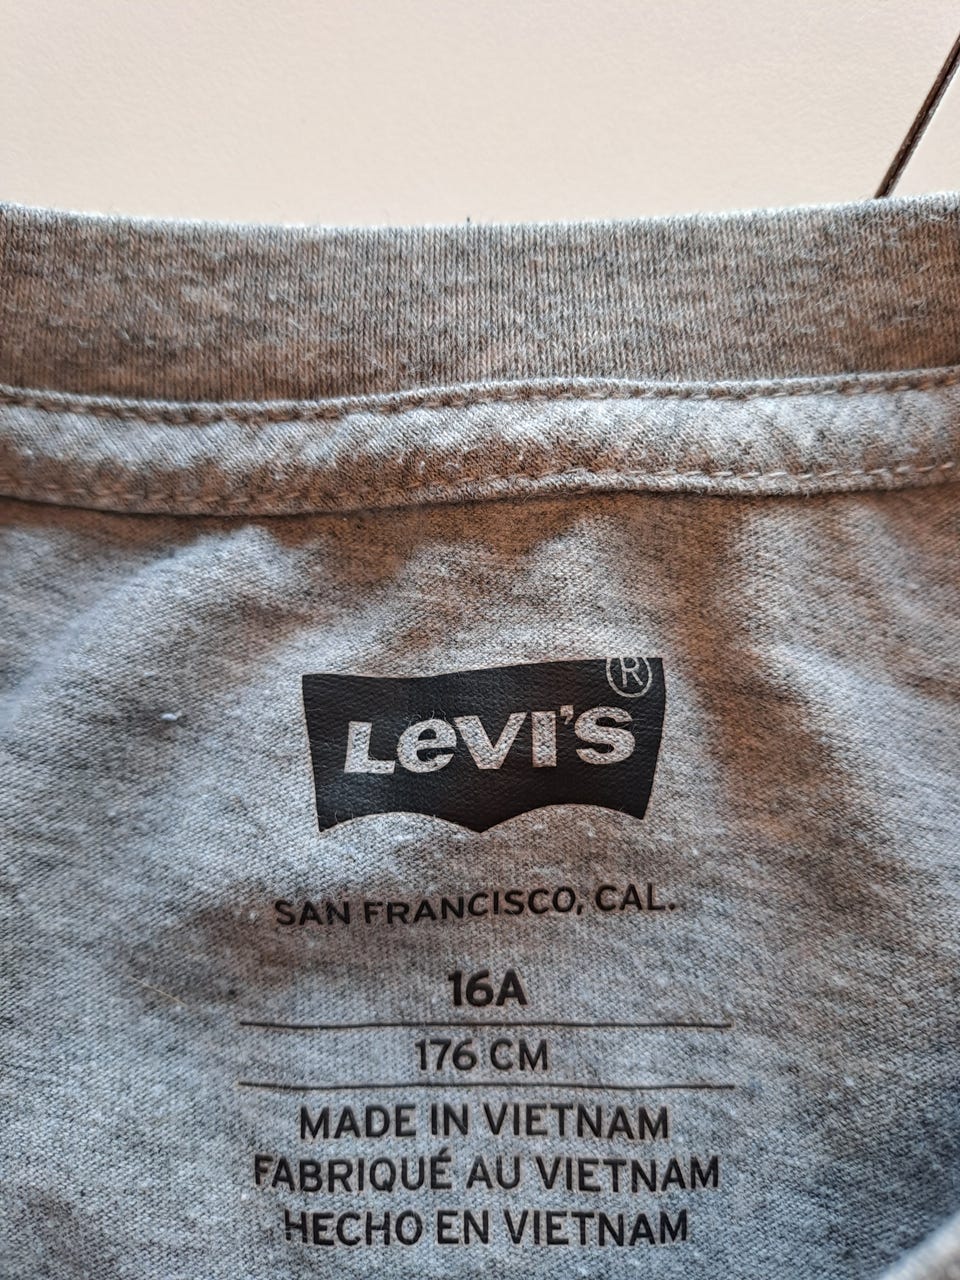 LEVI'S
®
SAN FRANCISCO, CAL.
16A
176 CM
MADE IN VIETNAM
FABRIQUÉ AU VIETNAM
HECHO EN VIETNAM